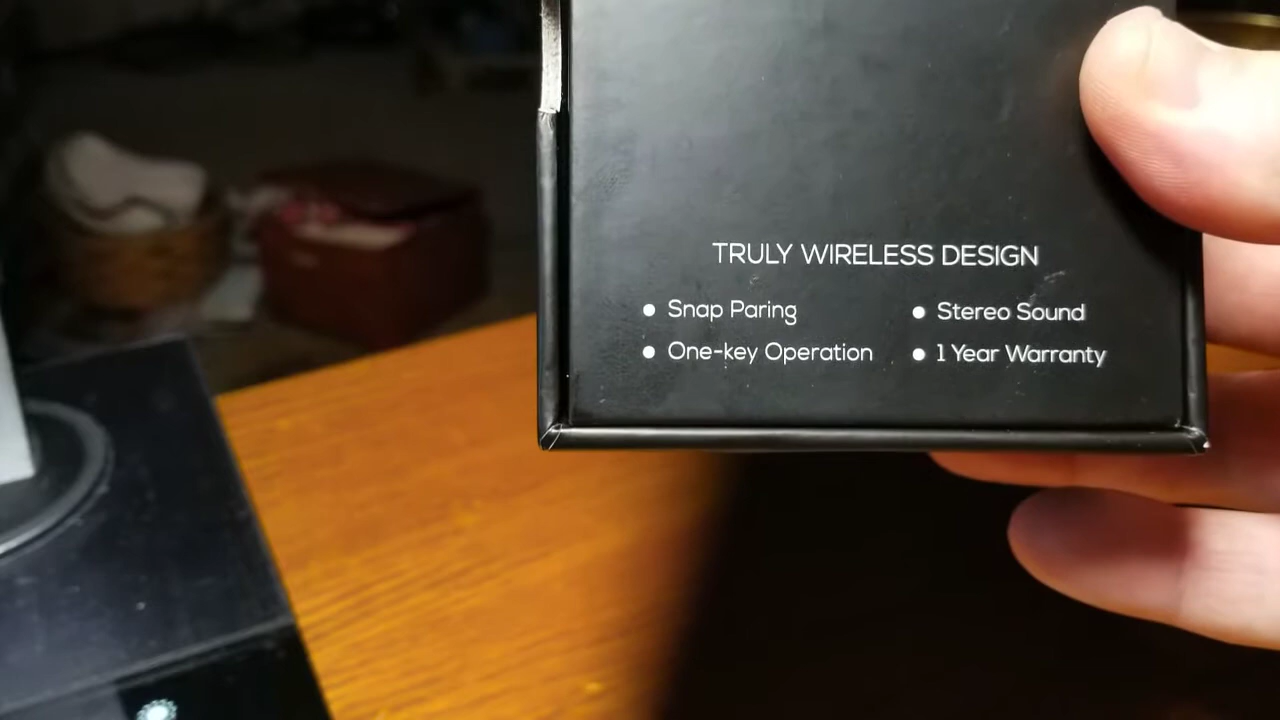 TRULY WIRELESS DESIGN
● Snap Paring
● Stereo Sound
● One-key Operation
● 1 Year Warranty